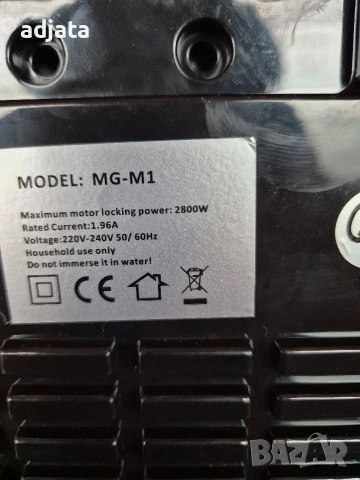 adjata
MODEL: MG-M1
Maximum motor locking power: 2800W
Rated Current:1.96A
Voltage:220V-240V 50/ 60Hz
Household use only
Do not immerse it in water!
CE
BAZAR